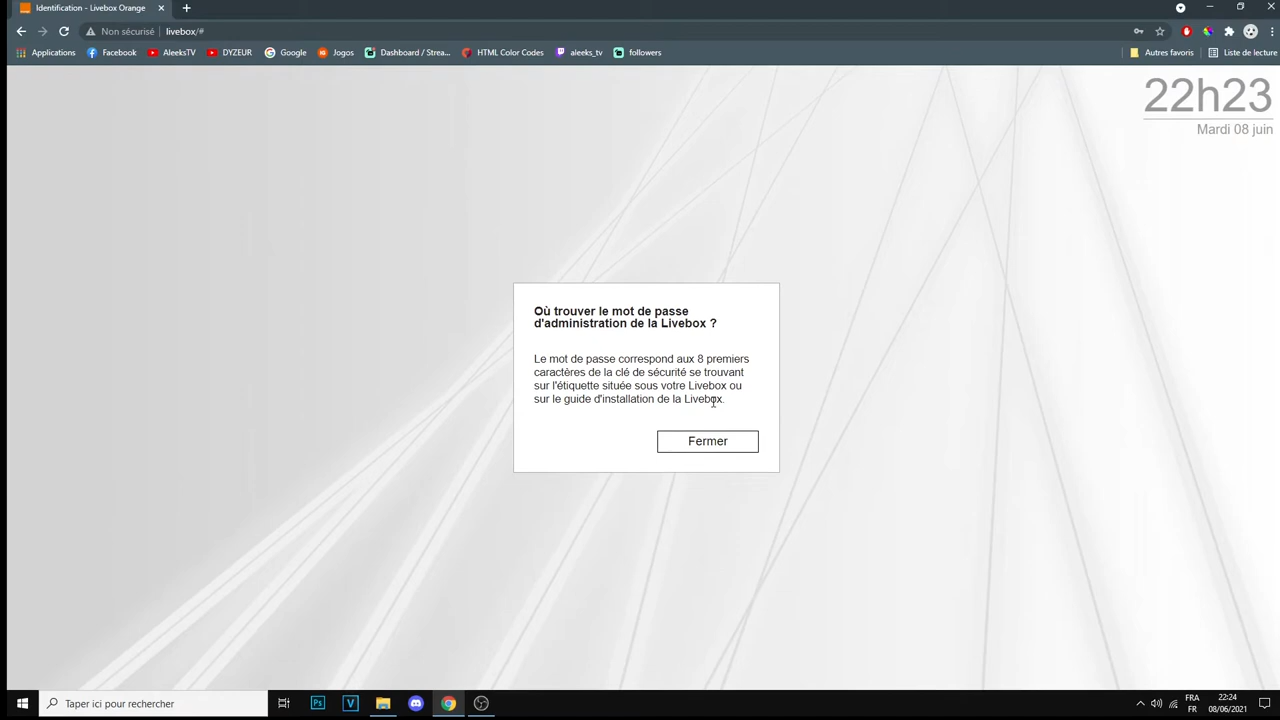 Identification - Livebox Orange
Non sécurisé livebox/#
Applications Facebook AleeksTV DYZEUR Google Jogos Dashboard / Strea... HTML Color Codes aleeks_tv followers Autres favoris Liste de lecture
22h23
Mardi 08 juin
Où trouver le mot de passe
d'administration de la Livebox ?
Le mot de passe correspond aux 8 premiers
caractères de la clé de sécurité se trouvant
sur l'étiquette située sous votre Livebox ou
sur le guide d'installation de la Livebox.
Fermer
Taper ici pour rechercher Ps V FRA 22:24
FR 08/06/2021